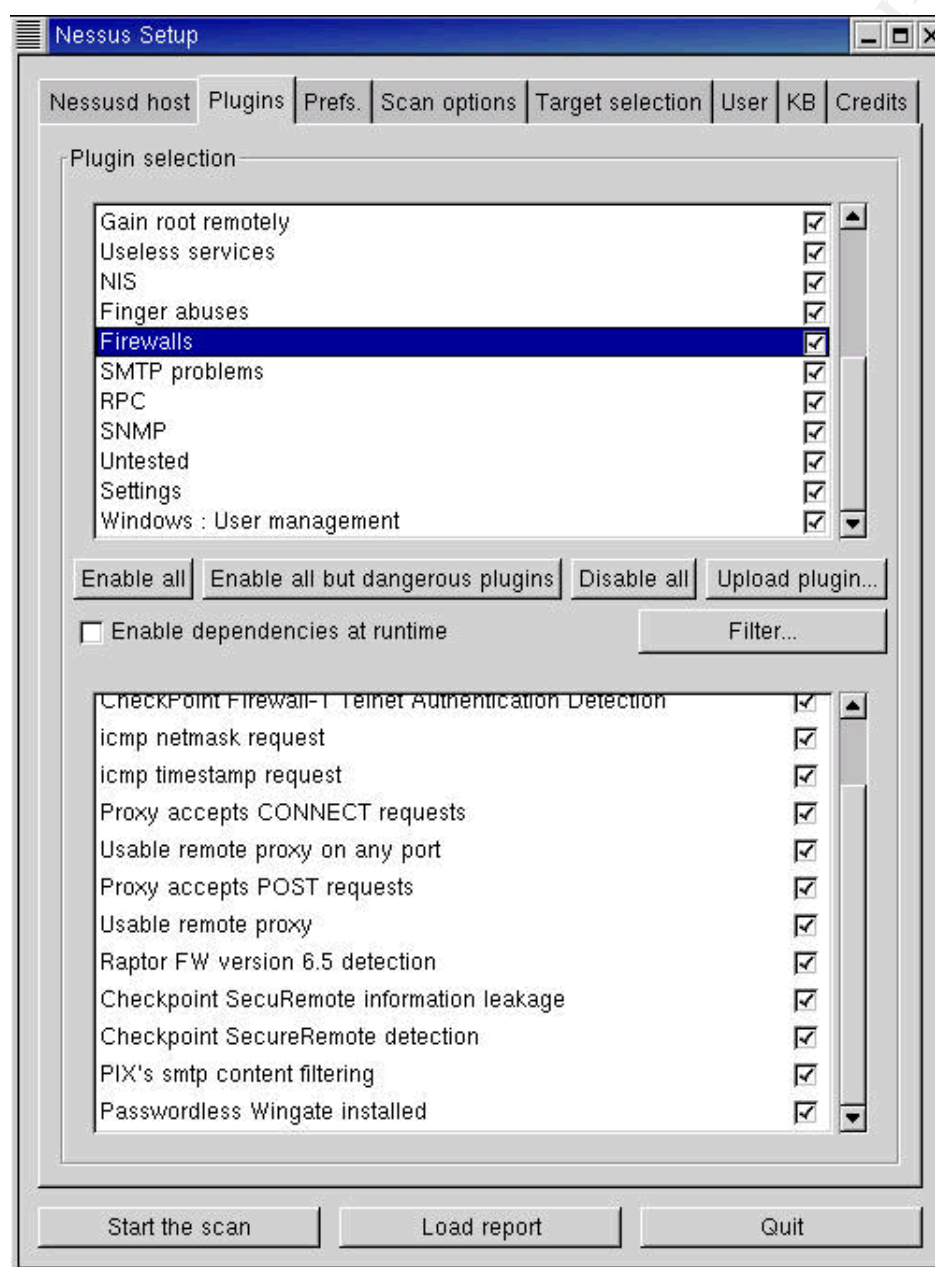 Nessus Setup
Nessusd host Plugins Prefs. Scan options Target selection User KB Credits
Plugin selection
Gain root remotely
Useless services
NIS
Finger abuses
Firewalls
SMTP problems
RPC
SNMP
Untested
Settings
Windows : User management
Enable all Enable all but dangerous plugins Disable all Upload plugin...
Enable dependencies at runtime Filter...
CheckPoint Firewall-1 Telnet Authentication Detection
icmp netmask request
icmp timestamp request
Proxy accepts CONNECT requests
Usable remote proxy on any port
Proxy accepts POST requests
Usable remote proxy
Raptor FW version 6.5 detection
Checkpoint SecuRemote information leakage
Checkpoint SecureRemote detection
PIX's smtp content filtering
Passwordless Wingate installed
Start the scan Load report Quit